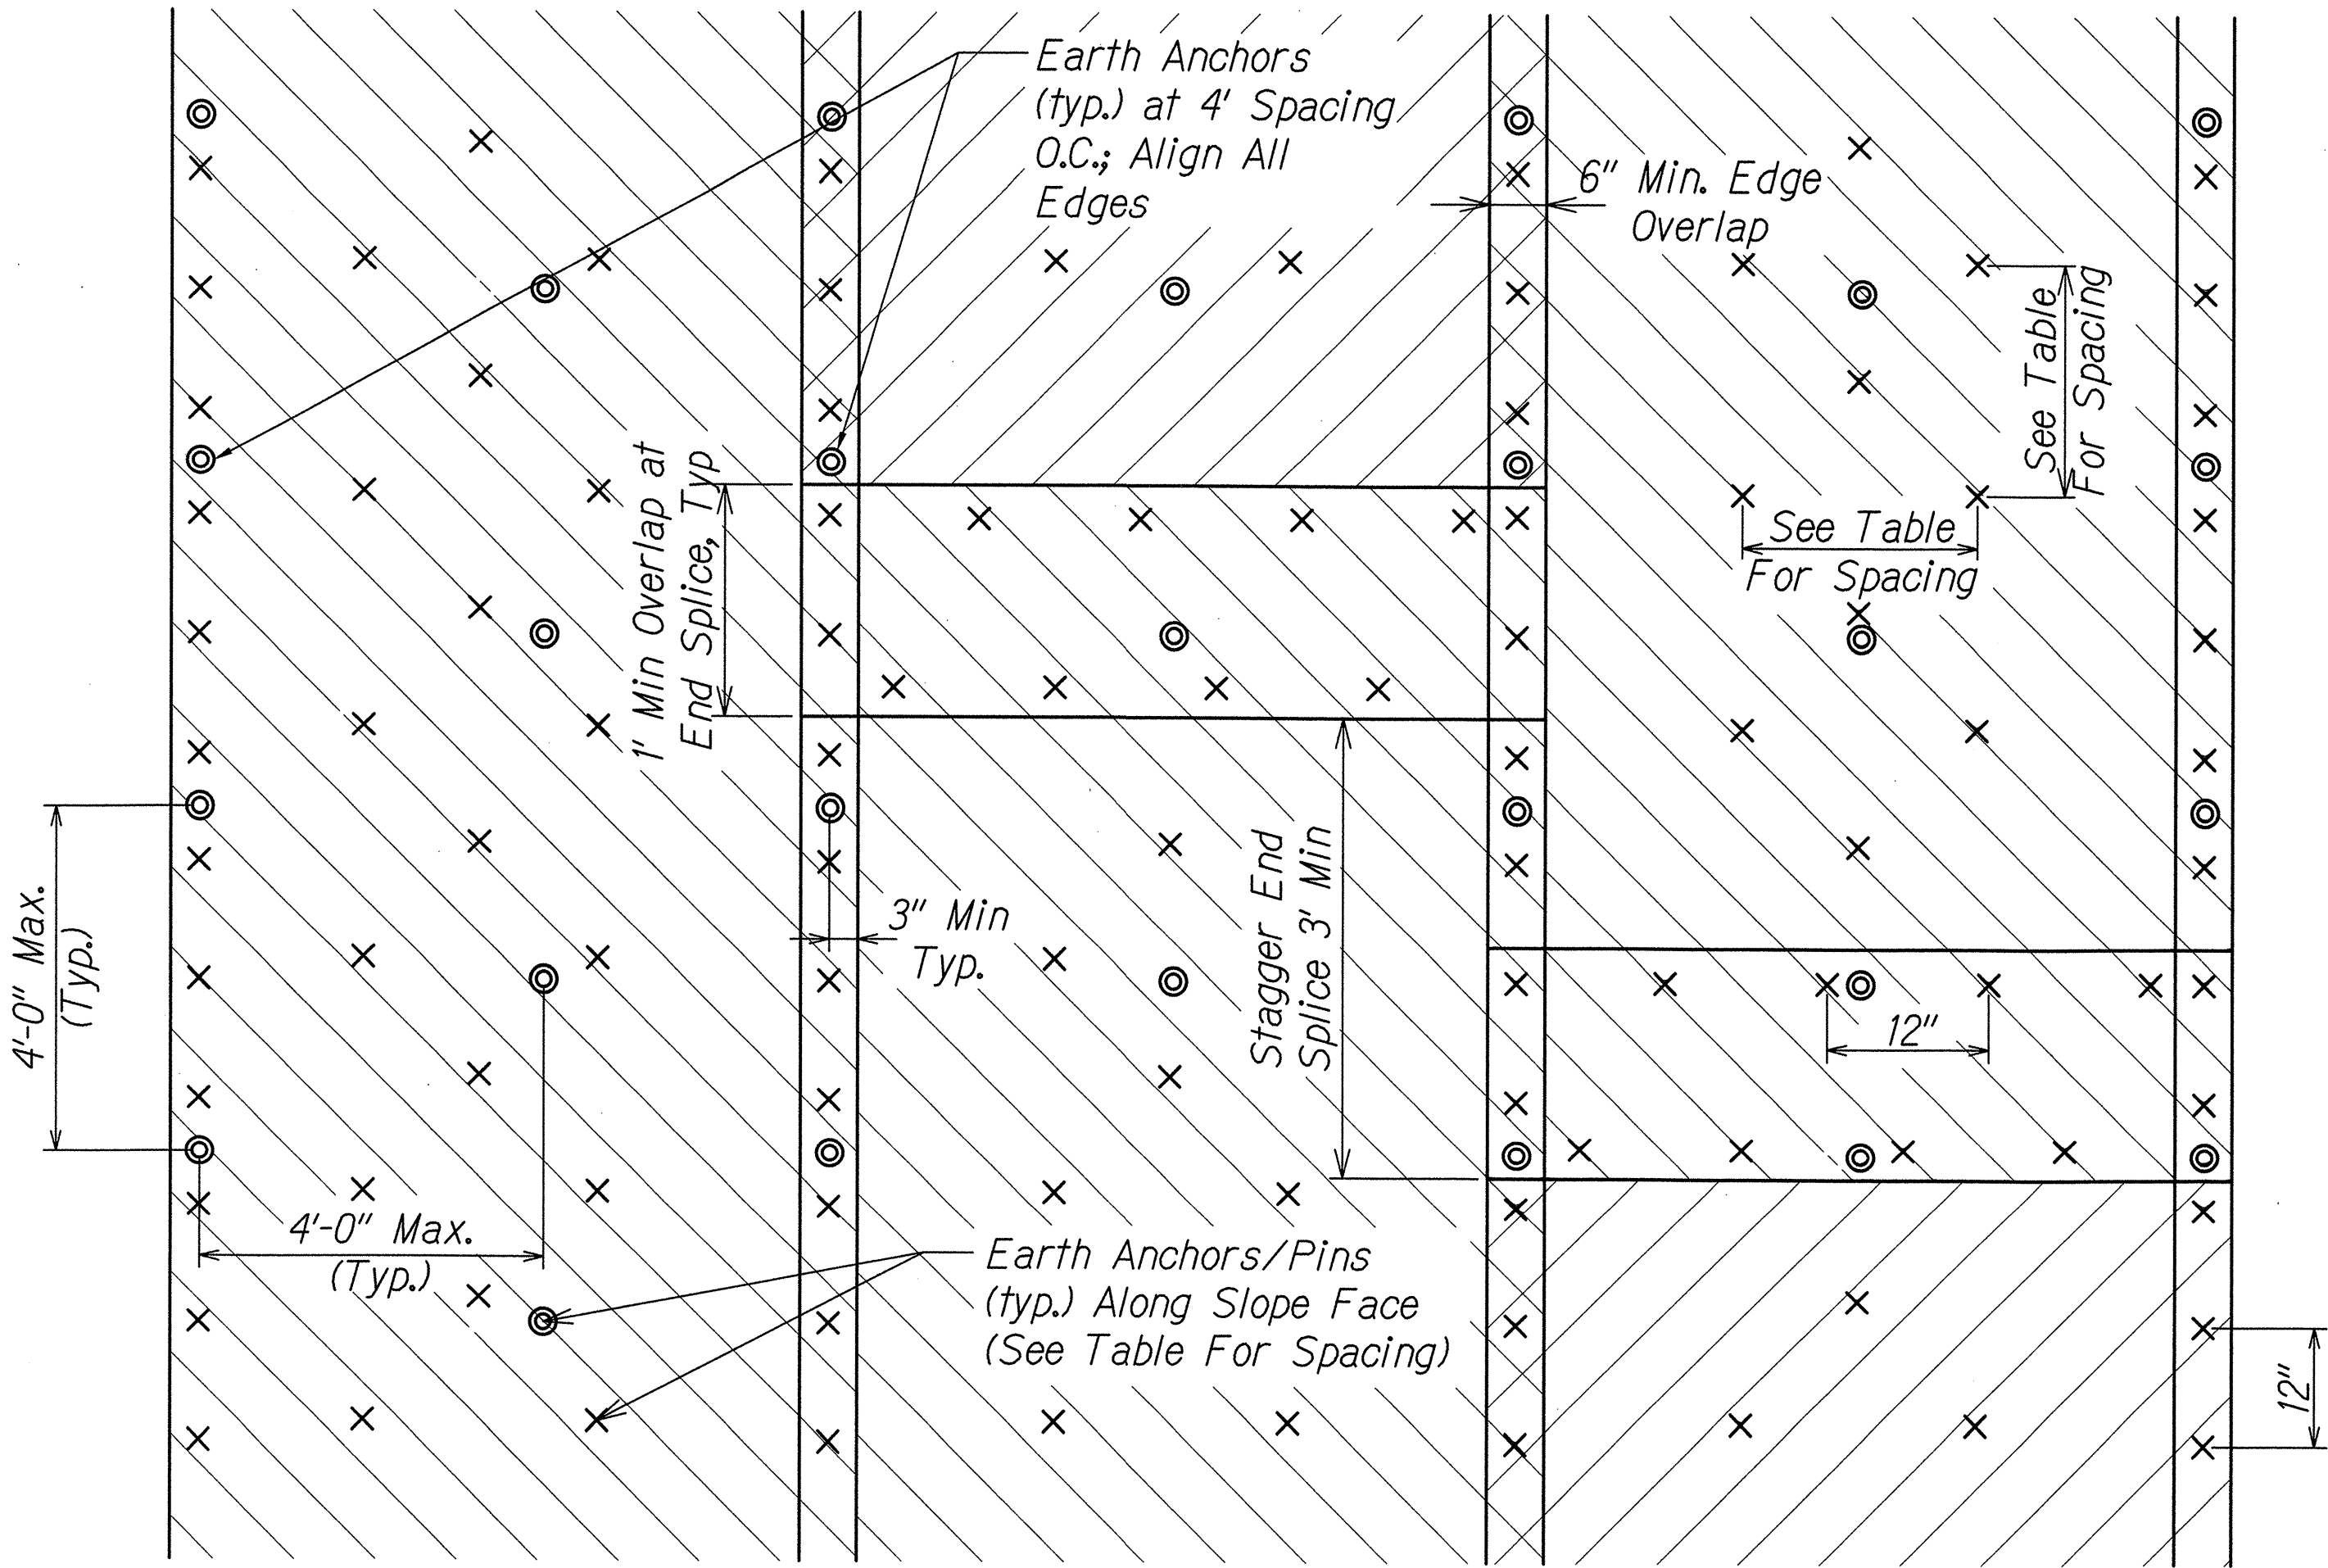 Earth Anchors
(typ.) at 4' Spacing
O.C.; Align All
Edges
6" Min. Edge
Overlap
See Table
For Spacing
See Table
For Spacing
1' Min Overlap at
End Splice, Typ
4'-0" Max.
(Typ.)
3" Min
Typ.
Stagger End
Splice 3' Min
12"
4'-0" Max.
(Typ.)
Earth Anchors/Pins
(typ.) Along Slope Face
(See Table For Spacing)
12"